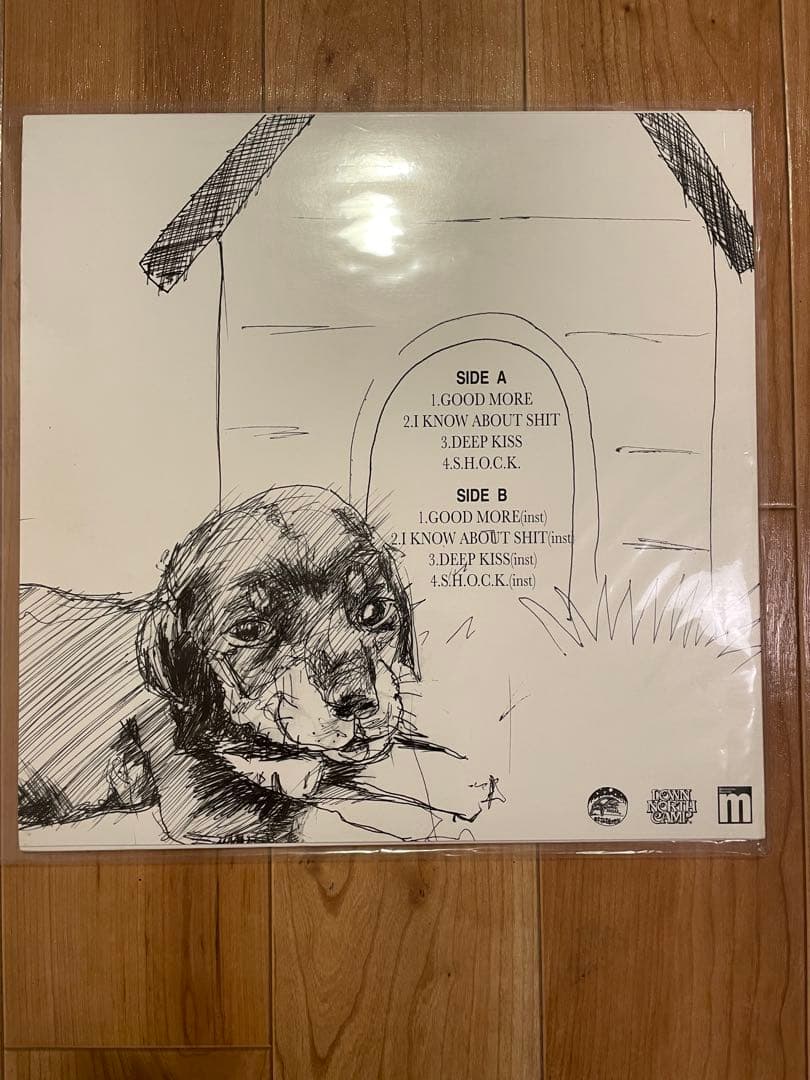 SIDE A
1.GOOD MORE
2.I KNOW ABOUT SHIT
3.DEEP KISS
4.S.H.O.C.K.
SIDE B
1.GOOD MORE(inst)
2.I KNOW ABOUT SHIT(inst
3.DEEP KISS(inst)
4.S.H.O.C.K.(inst)
DOWN
NORTH
CAMP
m